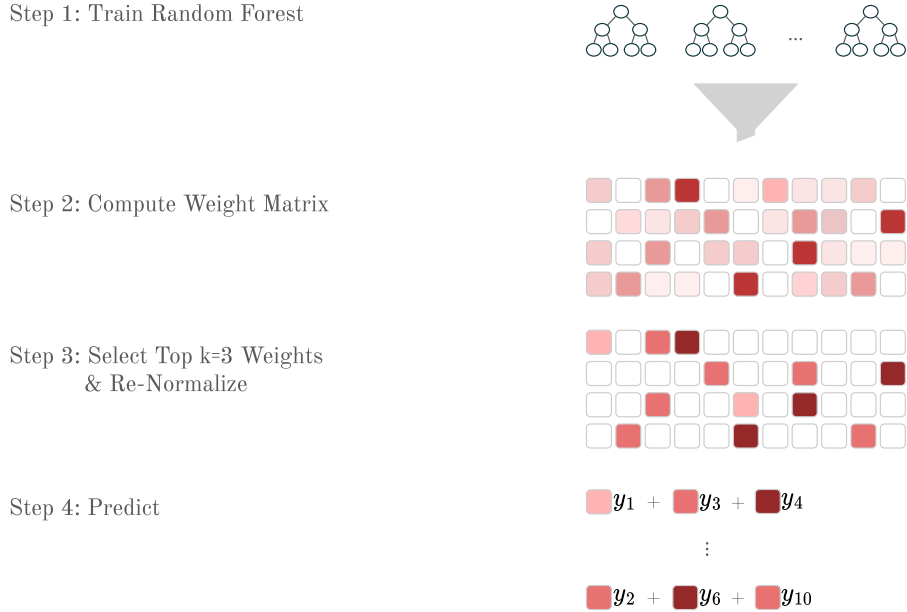 Step 1: Train Random Forest
...
Step 2: Compute Weight Matrix
Step 3: Select Top k=3 Weights
& Re-Normalize
Step 4: Predict
y1 + y3 + y4
⋮
y2 + y6 + y10